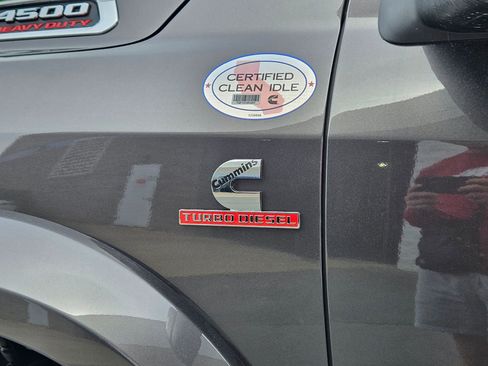 4500
HEAVY DUTY
CERTIFIED
CLEAN IDLE
Cummins
TURBO DIESEL